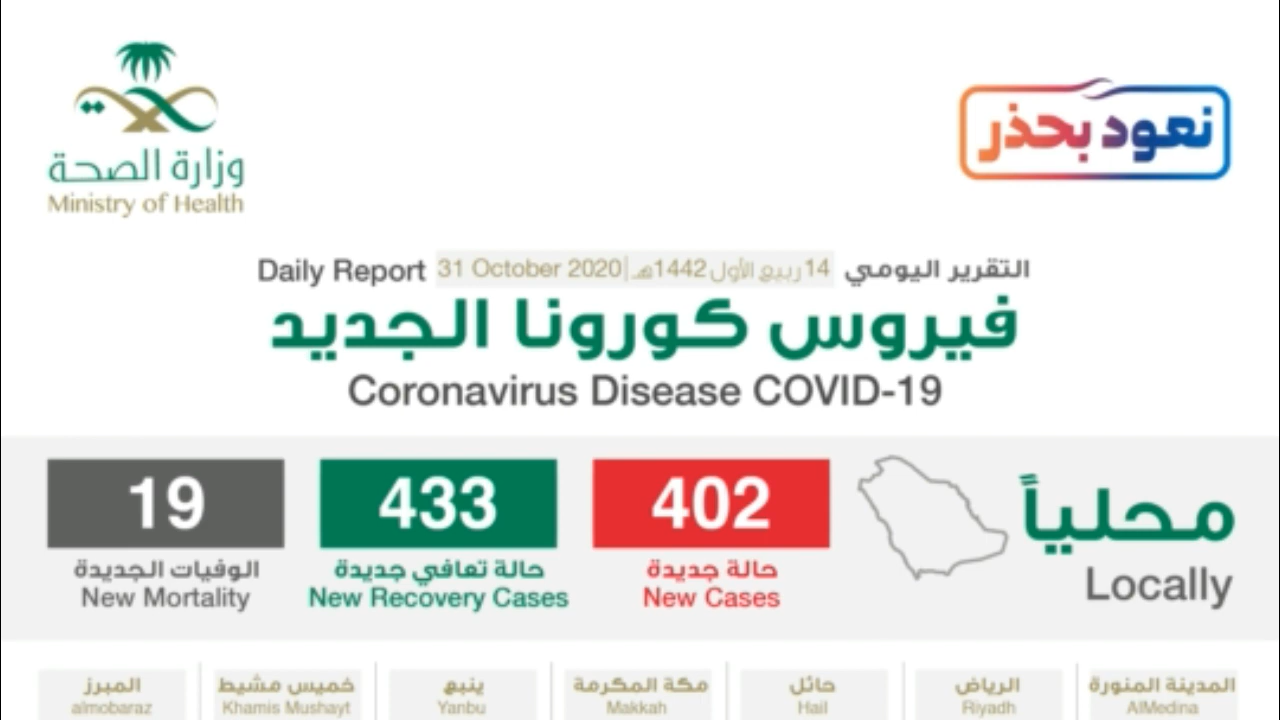 وزارة الصحة
Ministry of Health
نعود بحذر
Daily Report 31 October 2020 | 14 ربيع الأول 1442هـ التقرير اليومي
فيروس كورونا الجديد
Coronavirus Disease COVID-19
محلياً
Locally
402
حالة جديدة
New Cases
433
حالة تعافي جديدة
New Recovery Cases
19
الوفيات الجديدة
New Mortality
المدينة المنورة
AlMedina
الرياض
Riyadh
حائل
Hail
مكة المكرمة
Makkah
ينبع
Yanbu
خميس مشيط
Khamis Mushayt
المبرز
almobaraz